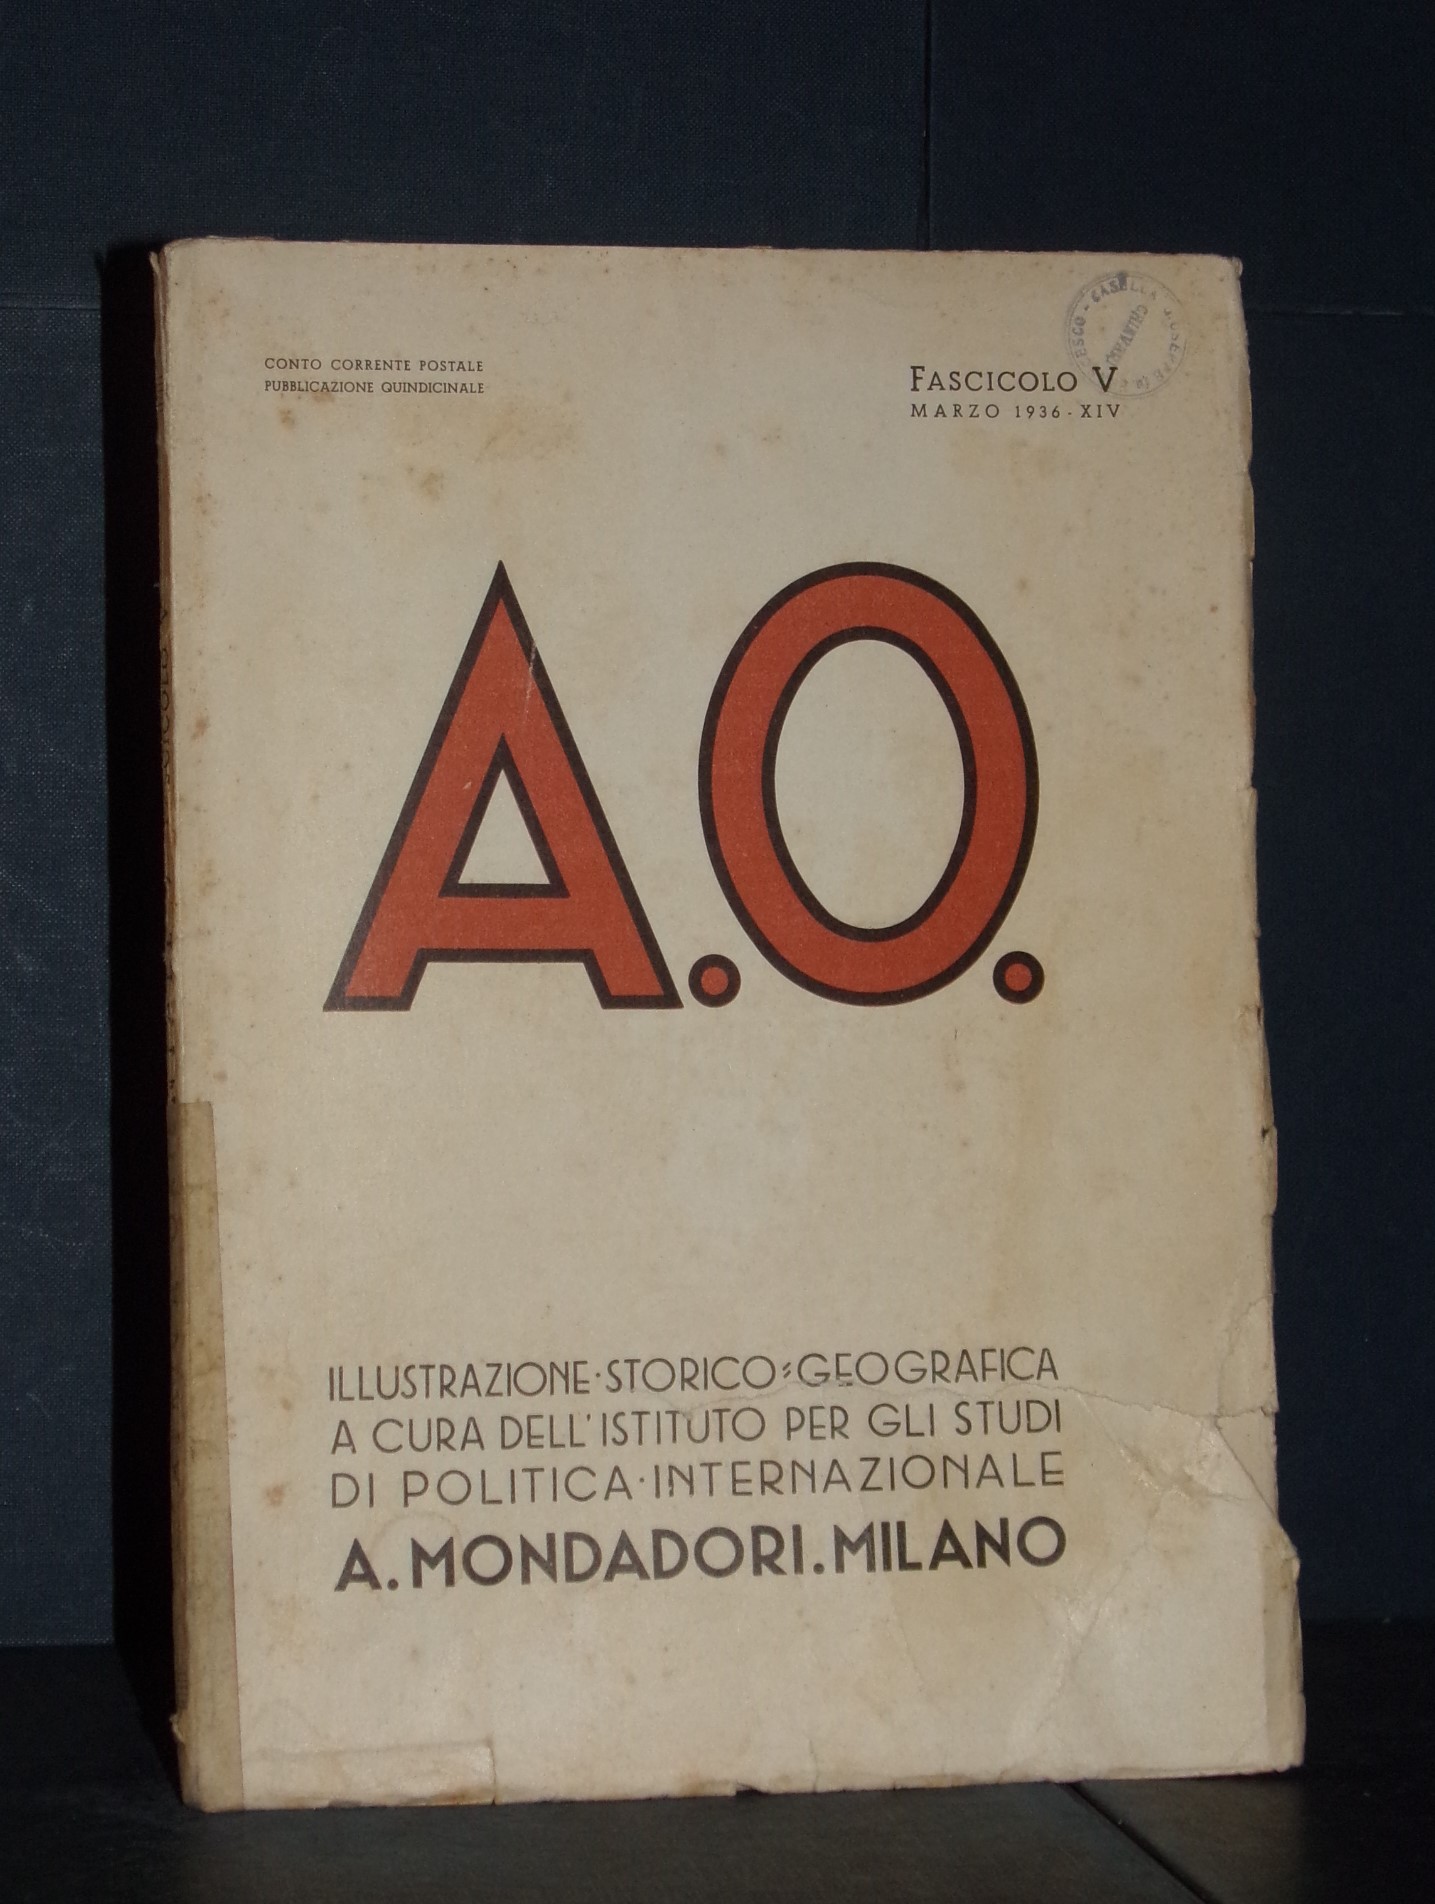 CONTO CORRENTE POSTALE
PUBBLICAZIONE QUINDICINALE
FASCICOLO V
MARZO 1936 - XIV
CASELLA
A.O.
ILLUSTRAZIONE·STORICO=GEOGRAFICA
A CURA DELL'ISTITUTO PER GLI STUDI
DI POLITICA·INTERNAZIONALE
A. MONDADORI. MILANO